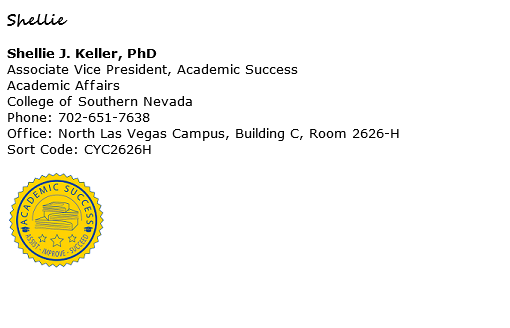 Shellie
Shellie J. Keller, PhD
Associate Vice President, Academic Success
Academic Affairs
College of Southern Nevada
Phone: 702-651-7638
Office: North Las Vegas Campus, Building C, Room 2626-H
Sort Code: CYC2626H
ACADEMIC SUCCESS
ASSIST - IMPROVE - SUCCEED